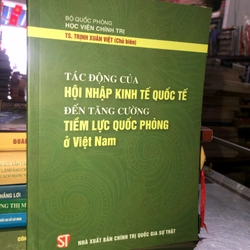 BỘ QUỐC PHÒNG
HỌC VIỆN CHÍNH TRỊ
TS. TRỊNH XUÂN VIỆT (Chủ biên)
TÁC ĐỘNG CỦA
HỘI NHẬP KINH TẾ QUỐC TẾ
ĐẾN TĂNG CƯỜNG
TIỀM LỰC QUỐC PHÒNG
ở Việt Nam
ST
NHÀ XUẤT BẢN CHÍNH TRỊ QUỐC GIA SỰ THẬT